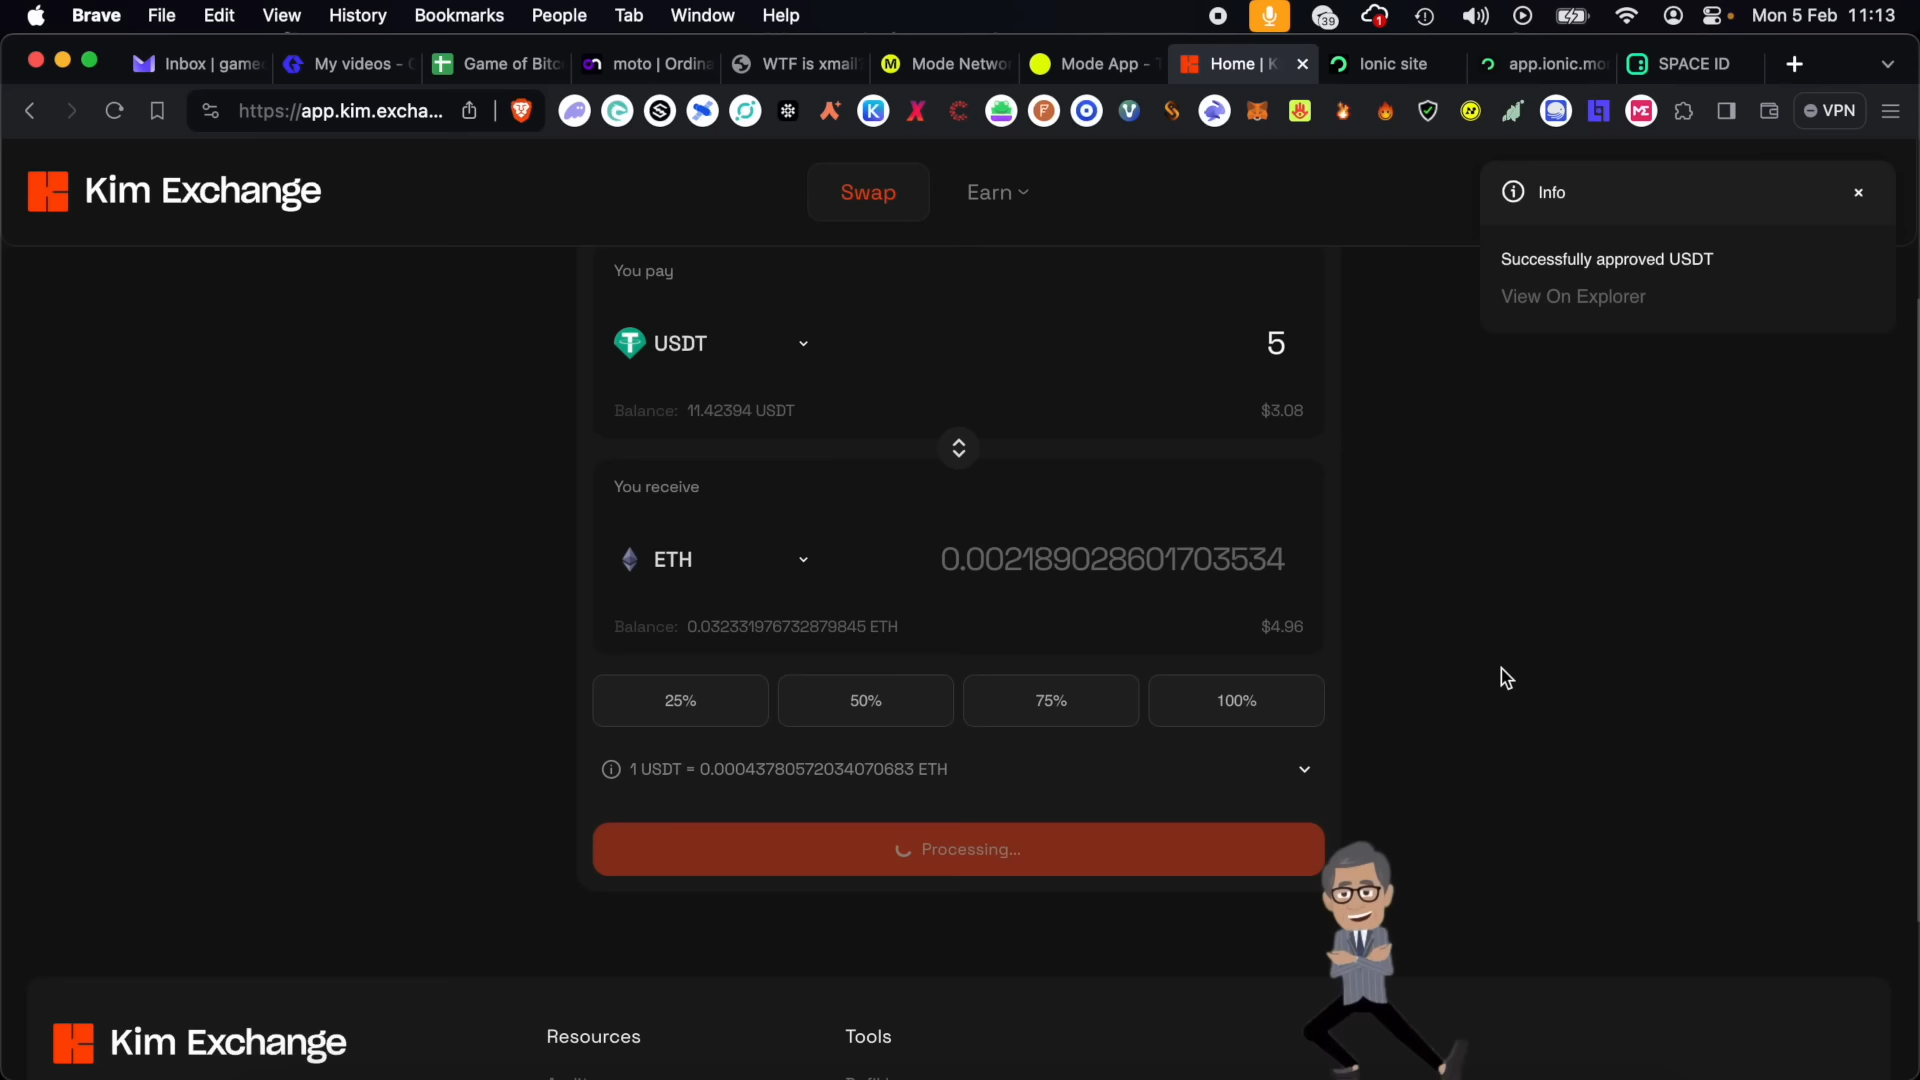 Brave File Edit View History Bookmarks People Tab Window Help 39 1 Mon 5 Feb 11:13
Inbox | game My videos - Game of Bitc moto | Ordina WTF is xmail Mode Netwo Mode App - Home | K Ionic site app.ionic.mo SPACE ID
https://app.kim.excha... VPN
Kim Exchange
Swap
Earn
Info
Successfully approved USDT
View On Explorer
You pay
USDT
5
Balance: 11.42394 USDT
$3.08
You receive
ETH
0.002189028601703534
Balance: 0.032331976732879845 ETH
$4.96
25%
50%
75%
100%
1 USDT = 0.00043780572034070683 ETH
Processing...
Kim Exchange
Resources
Tools